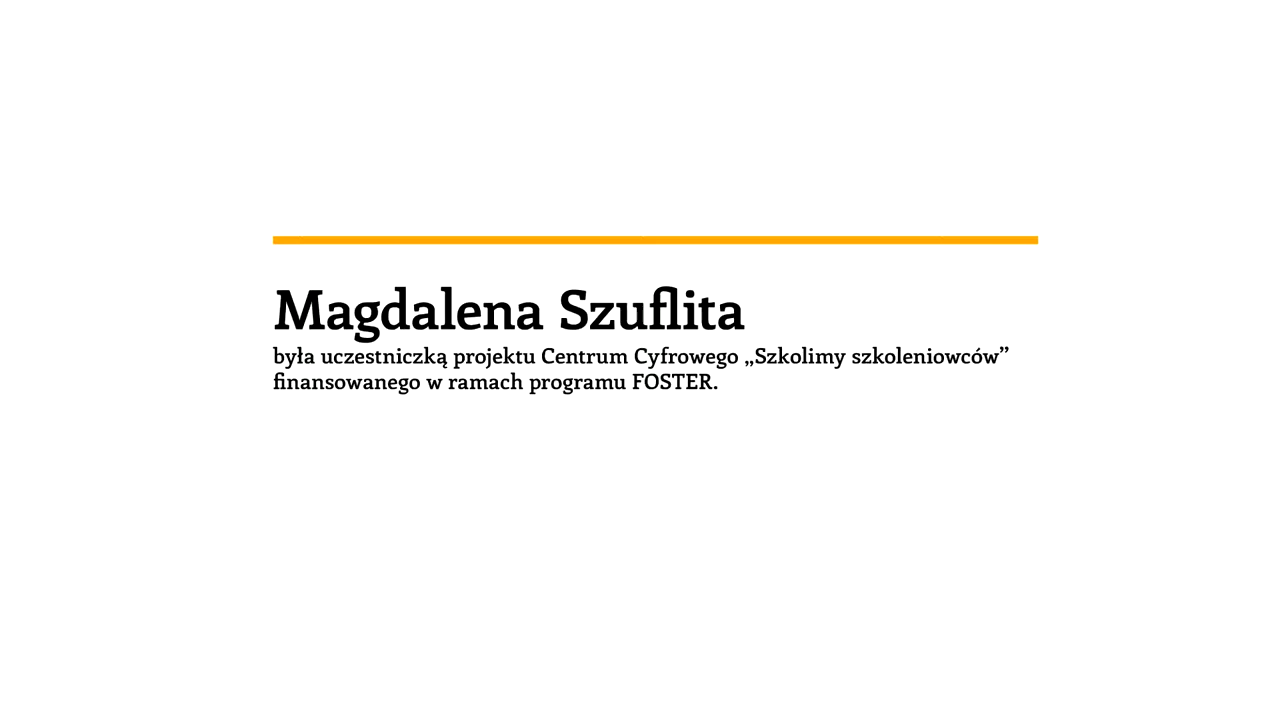 Magdalena Szuflita
była uczestniczką projektu Centrum Cyfrowego „Szkolimy szkoleniowców”
finansowanego w ramach programu FOSTER.